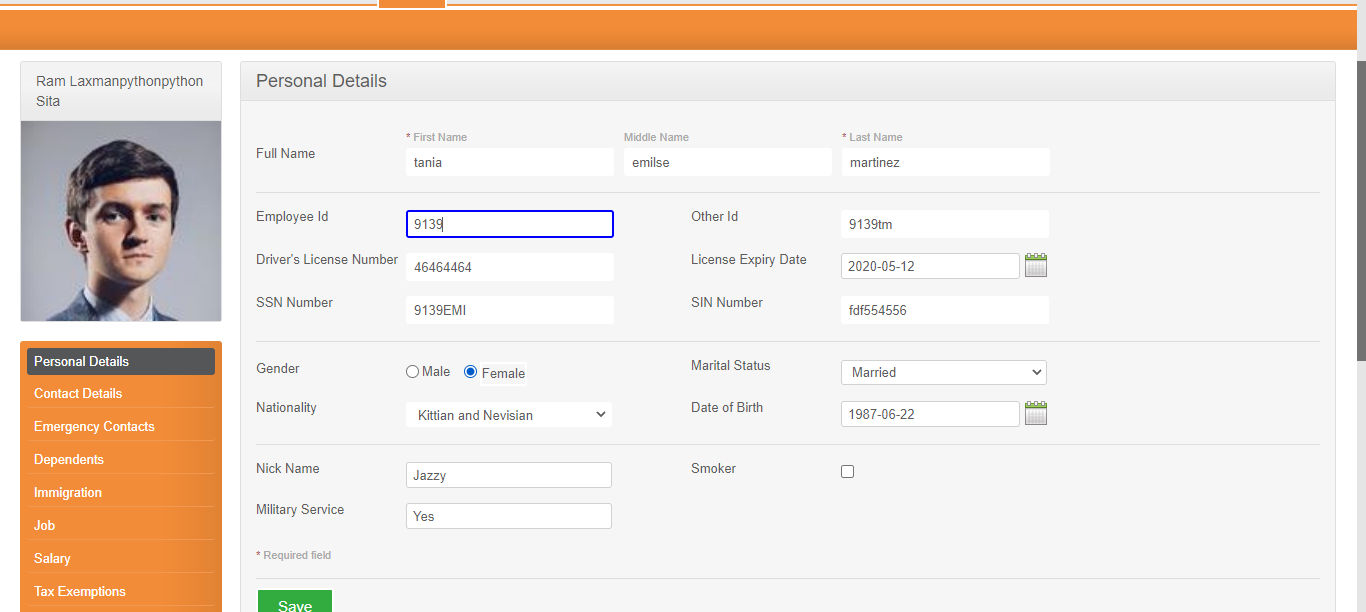 Ram Laxmanpythonpython
Sita
Personal Details
Contact Details
Emergency Contacts
Dependents
Immigration
Job
Salary
Tax Exemptions
Personal Details
* First Name Middle Name * Last Name
Full Name tania emilse martinez
Employee Id 9139 Other Id 9139tm
Driver's License Number 46464464 License Expiry Date 2020-05-12
SSN Number 9139EMI SIN Number fdf554556
Gender Male Female Marital Status Married
Nationality Kittian and Nevisian Date of Birth 1987-06-22
Nick Name Jazzy Smoker
Military Service Yes
* Required field
Save